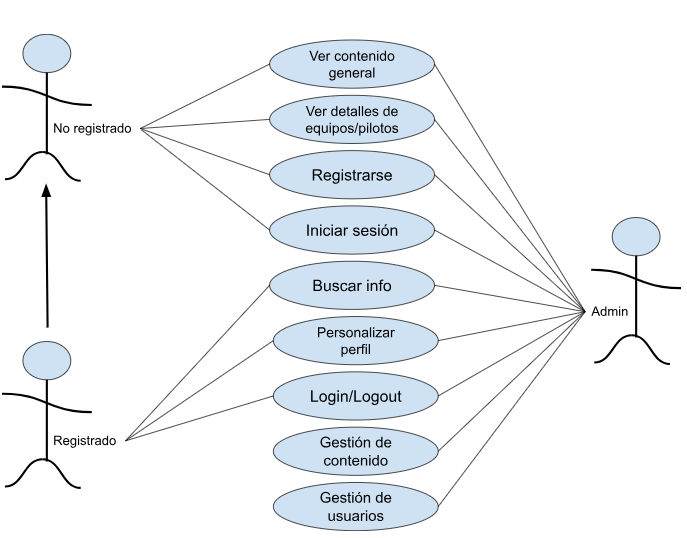 Ver contenido
general
Ver detalles de
equipos/pilotos
No registrado
Registrarse
Iniciar sesión
Buscar info
Admin
Personalizar
perfil
Login/Logout
Registrado
Gestión de
contenido
Gestión de
usuarios